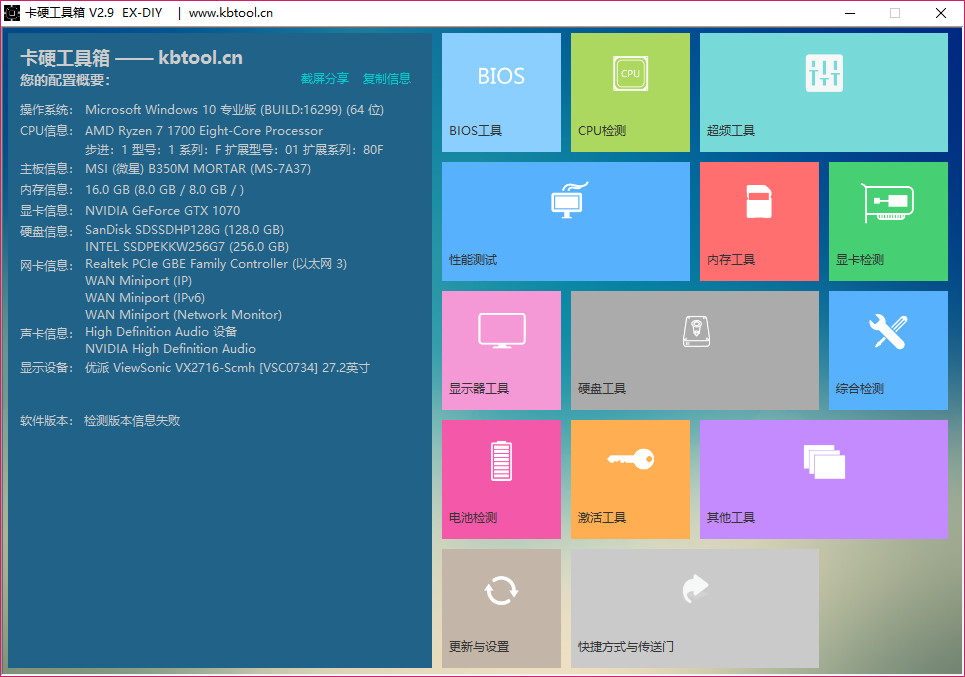 卡硬工具箱 V2.9 EX-DIY | www.kbtool.cn
卡硬工具箱 —— kbtool.cn
您的配置概要：
截屏分享 复制信息
操作系统： Microsoft Windows 10 专业版 (BUILD:16299) (64 位)
CPU信息： AMD Ryzen 7 1700 Eight-Core Processor
步进：1 型号：1 系列：F 扩展型号：01 扩展系列：80F
主板信息： MSI (微星) B350M MORTAR (MS-7A37)
内存信息： 16.0 GB (8.0 GB / 8.0 GB / )
显卡信息： NVIDIA GeForce GTX 1070
硬盘信息： SanDisk SDSSDHP128G (128.0 GB)
INTEL SSDPEKKW256G7 (256.0 GB)
网卡信息： Realtek PCIe GBE Family Controller (以太网 3)
WAN Miniport (IP)
WAN Miniport (IPv6)
WAN Miniport (Network Monitor)
声卡信息： High Definition Audio 设备
NVIDIA High Definition Audio
显示设备： 优派 ViewSonic VX2716-Scmh [VSC0734] 27.2英寸
软件版本： 检测版本信息失败
BIOS
BIOS工具
CPU
CPU检测
超频工具
性能测试
内存工具
显卡检测
显示器工具
硬盘工具
综合检测
电池检测
激活工具
其他工具
更新与设置
快捷方式与传送门